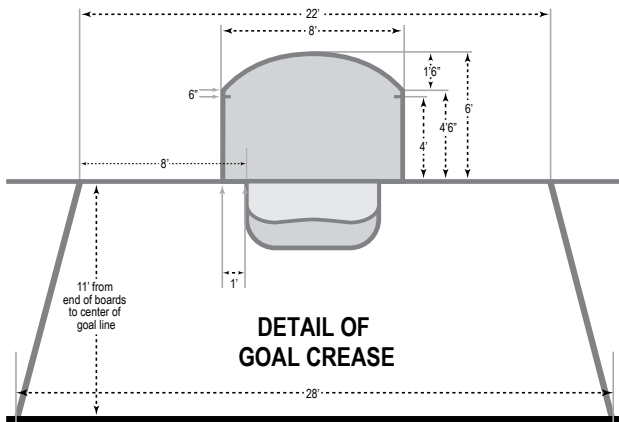 22'
8'
1'6"
6"
6'
4'6"
4'
8'
1'
11' from
end of boards
to center of
goal line
DETAIL OF
GOAL CREASE
28'